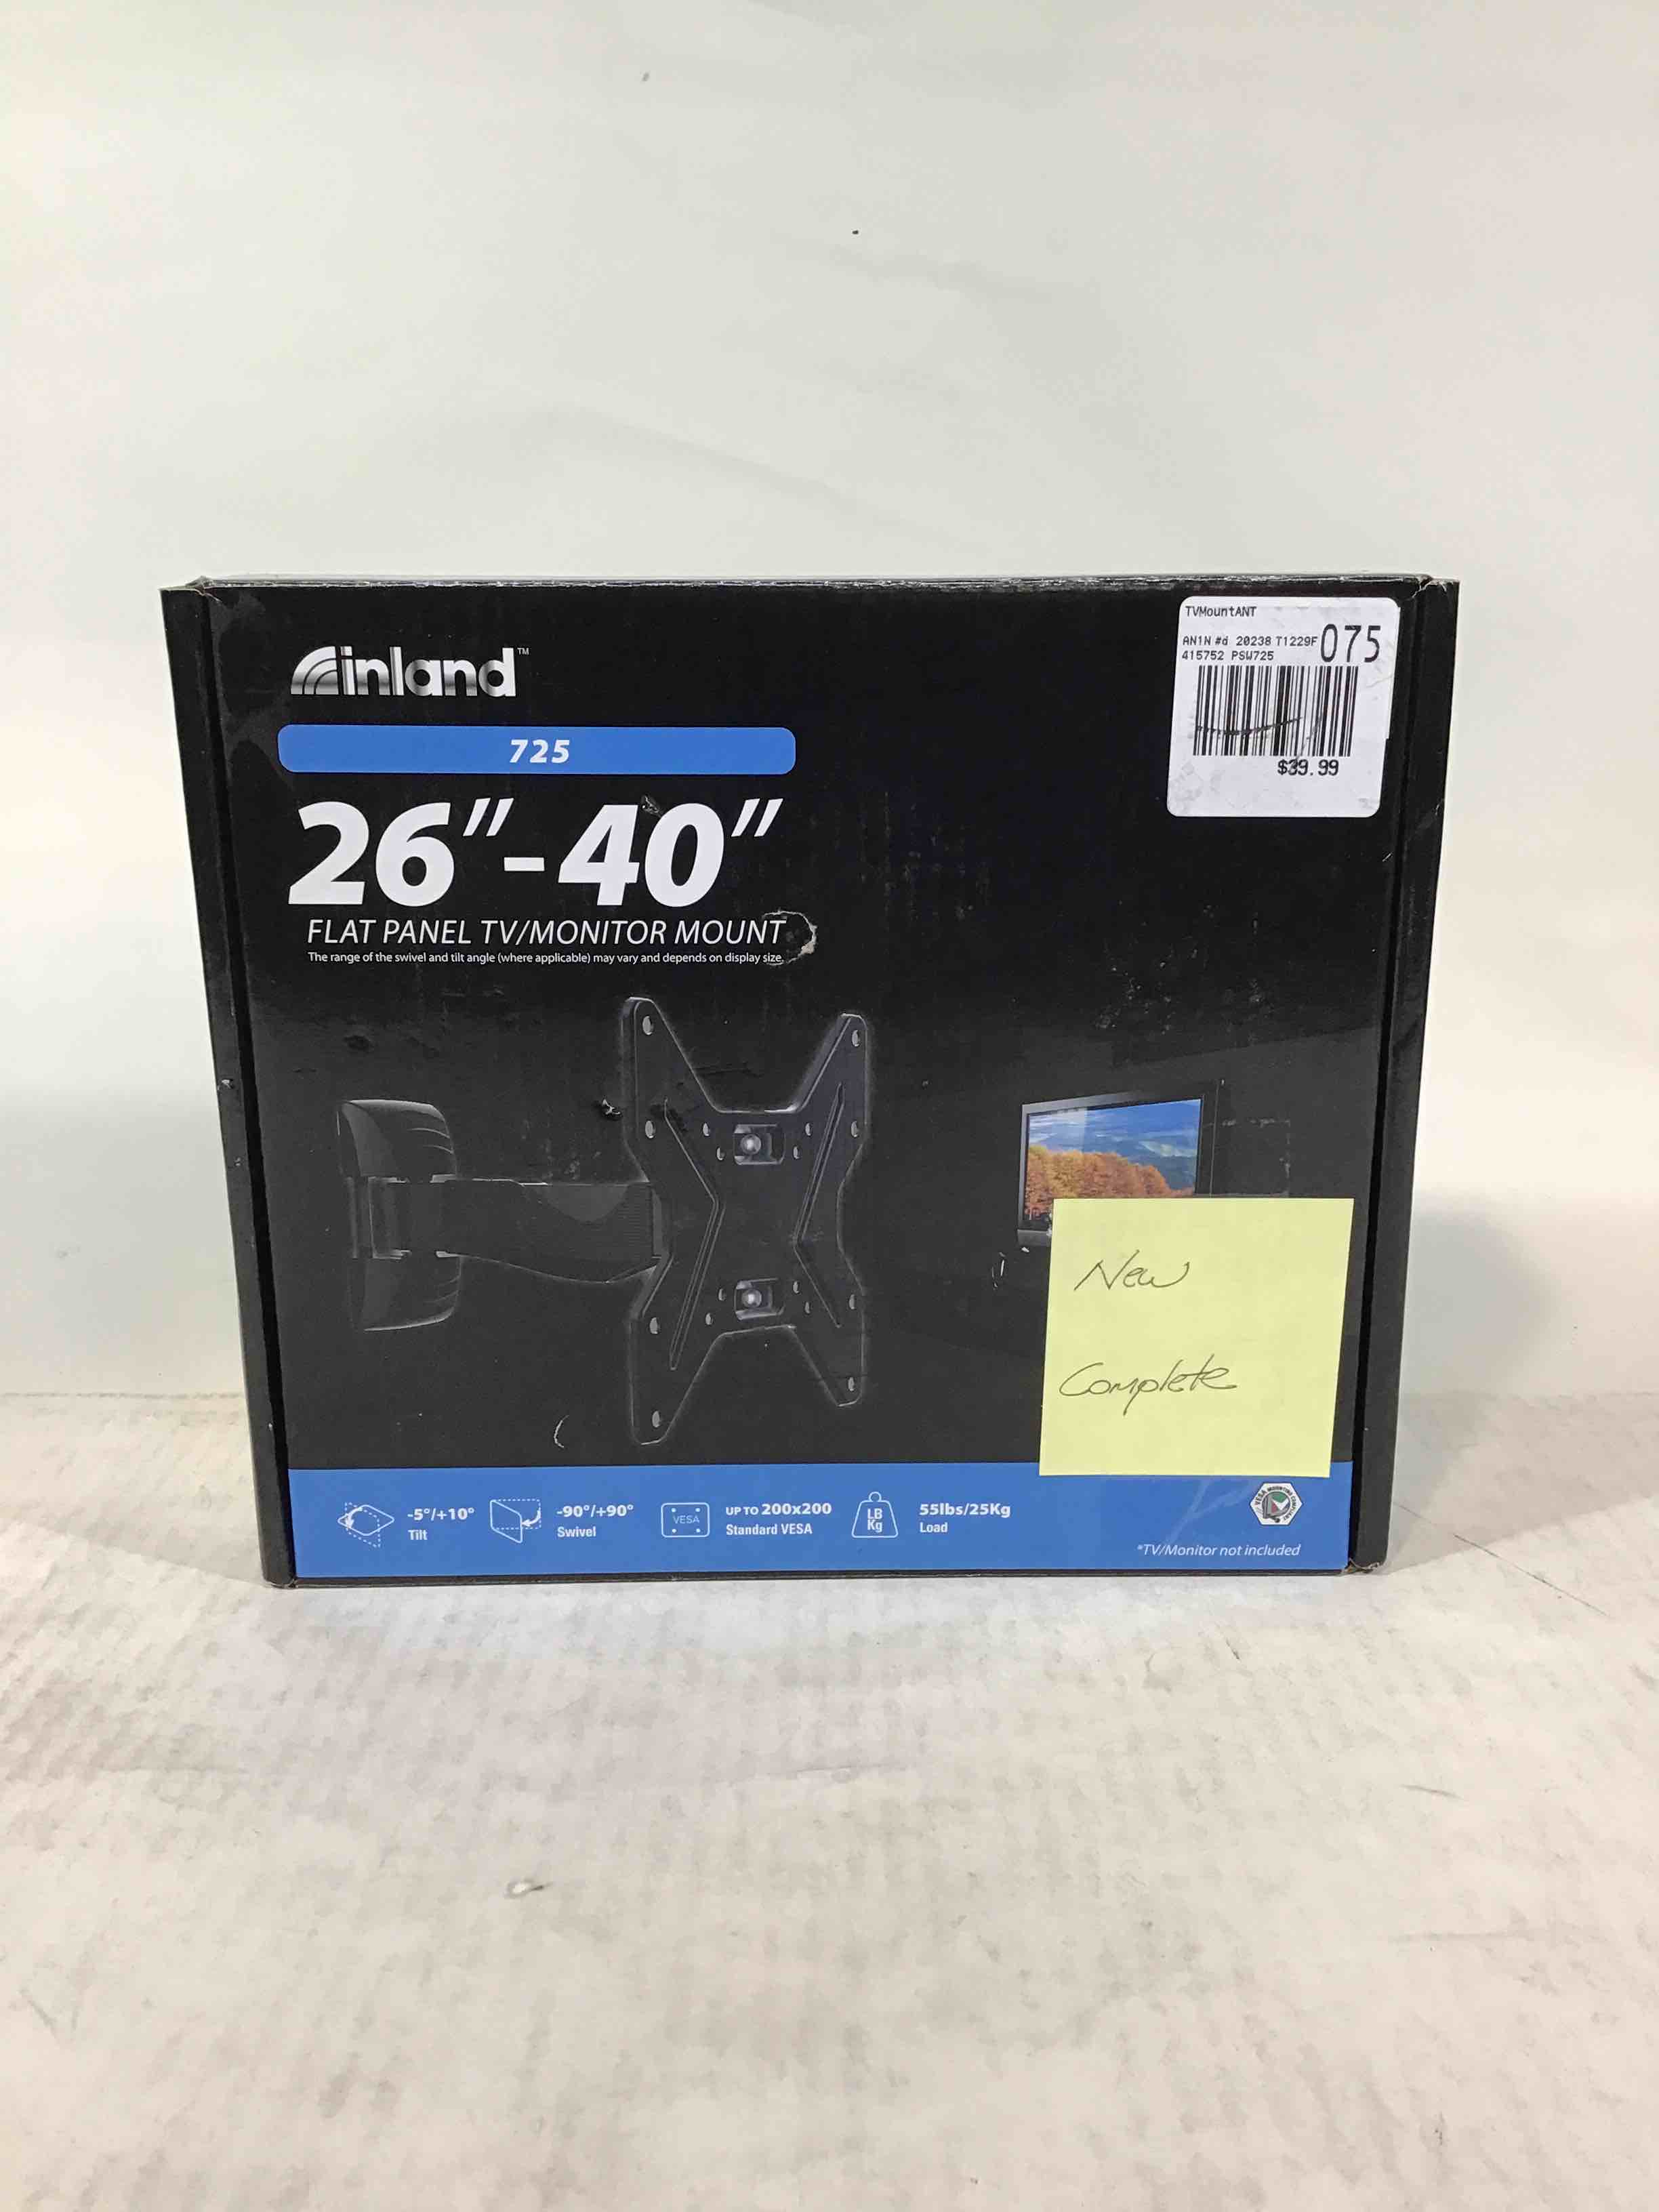 inland™
725
26"-40"
FLAT PANEL TV/MONITOR MOUNT
The range of the swivel and tilt angle (where applicable) may vary and depends on display size.
TVMountANT
AN1N #d 20238 T1229F 075
415752 PSW725
$39.99
New
Complete
-5°/+10°
Tilt
-90°/+90°
Swivel
VESA
UP TO 200x200
Standard VESA
LB
Kg
55lbs/25Kg
Load
*TV/Monitor not included